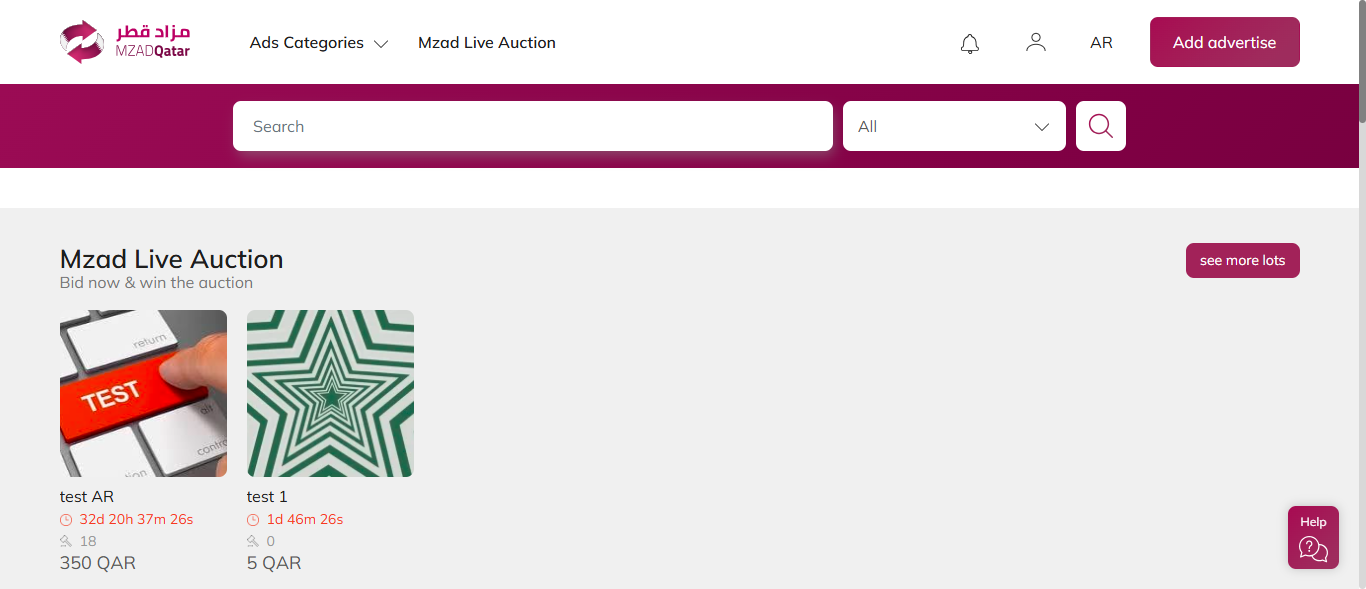 مزاد قطر
MZADQatar
Ads Categories
Mzad Live Auction
AR
Add advertise
Search
All
Mzad Live Auction
see more lots
Bid now & win the auction
return
TEST
alt
contro
test AR
test 1
32d 20h 37m 26s
1d 46m 26s
18
0
350 QAR
5 QAR
Help